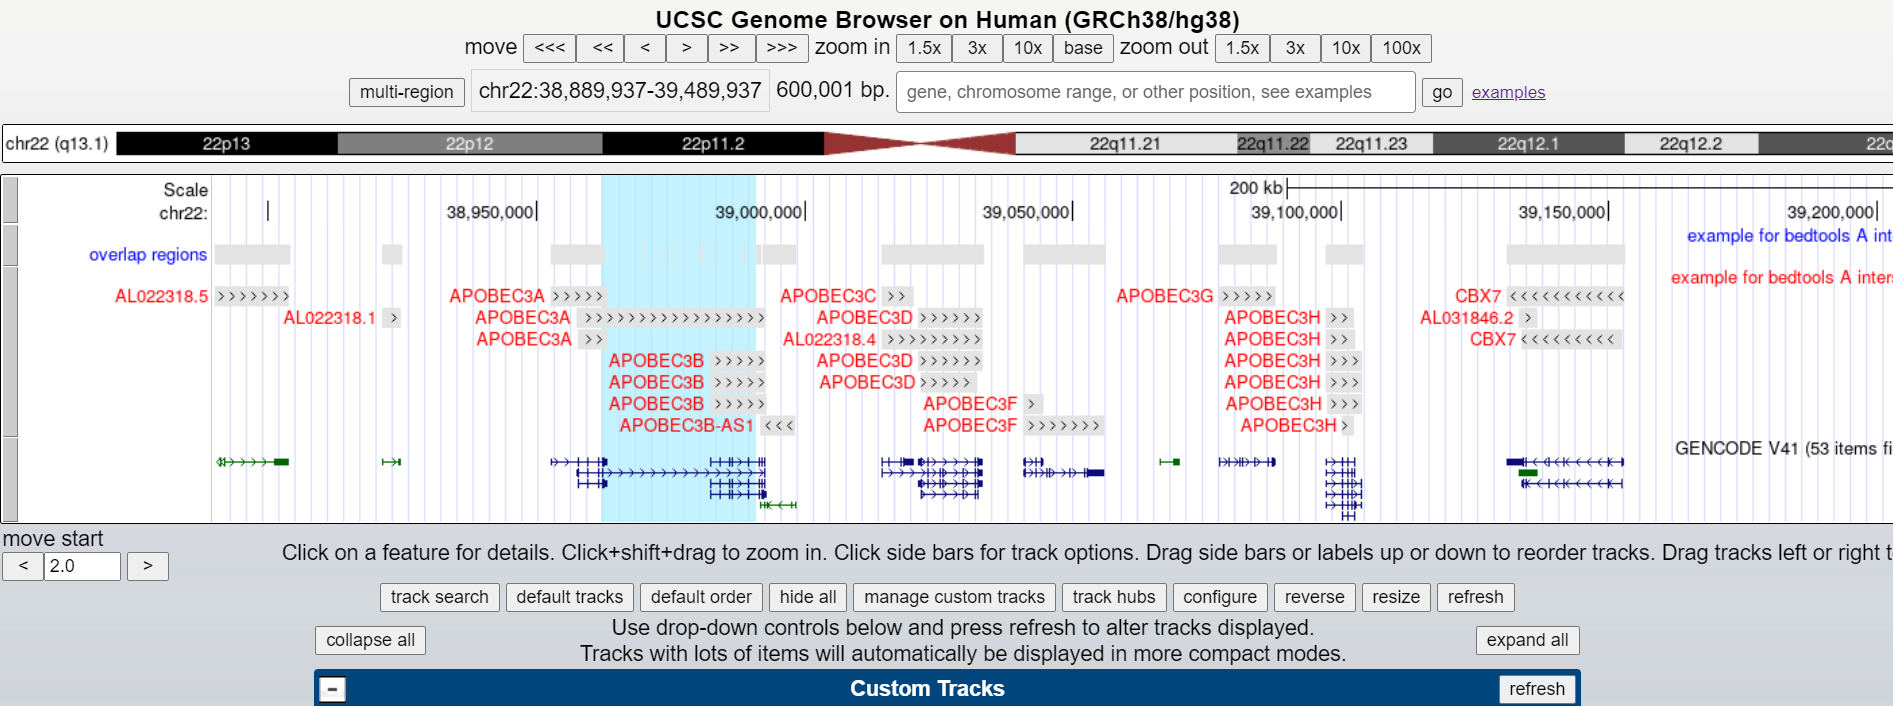 UCSC Genome Browser on Human (GRCh38/hg38)
move <<< << < > >> >>> zoom in 1.5x 3x 10x base zoom out 1.5x 3x 10x 100x
multi-region chr22:38,889,937-39,489,937 600,001 bp. gene, chromosome range, or other position, see examples go examples
chr22 (q13.1) 22p13 22p12 22p11.2 22q11.21 22q11.22 22q11.23 22q12.1 22q12.2
Scale 200 kb
chr22: 38,950,000 39,000,000 39,050,000 39,100,000 39,150,000 39,200,000
example for bedtools A int
overlap regions
example for bedtools A inter
AL022318.5 APOBEC3A APOBEC3C APOBEC3G CBX7
AL022318.1 APOBEC3A APOBEC3D APOBEC3H AL031846.2
APOBEC3A AL022318.4 APOBEC3H CBX7
APOBEC3B APOBEC3D APOBEC3H
APOBEC3B APOBEC3D APOBEC3H
APOBEC3B APOBEC3F APOBEC3H
APOBEC3B-AS1 APOBEC3F APOBEC3H
GENCODE V41 (53 items fi
move start
< 2.0 >
Click on a feature for details. Click+shift+drag to zoom in. Click side bars for track options. Drag side bars or labels up or down to reorder tracks. Drag tracks left or right t
track search default tracks default order hide all manage custom tracks track hubs configure reverse resize refresh
collapse all Use drop-down controls below and press refresh to alter tracks displayed. expand all
Tracks with lots of items will automatically be displayed in more compact modes.
- Custom Tracks refresh